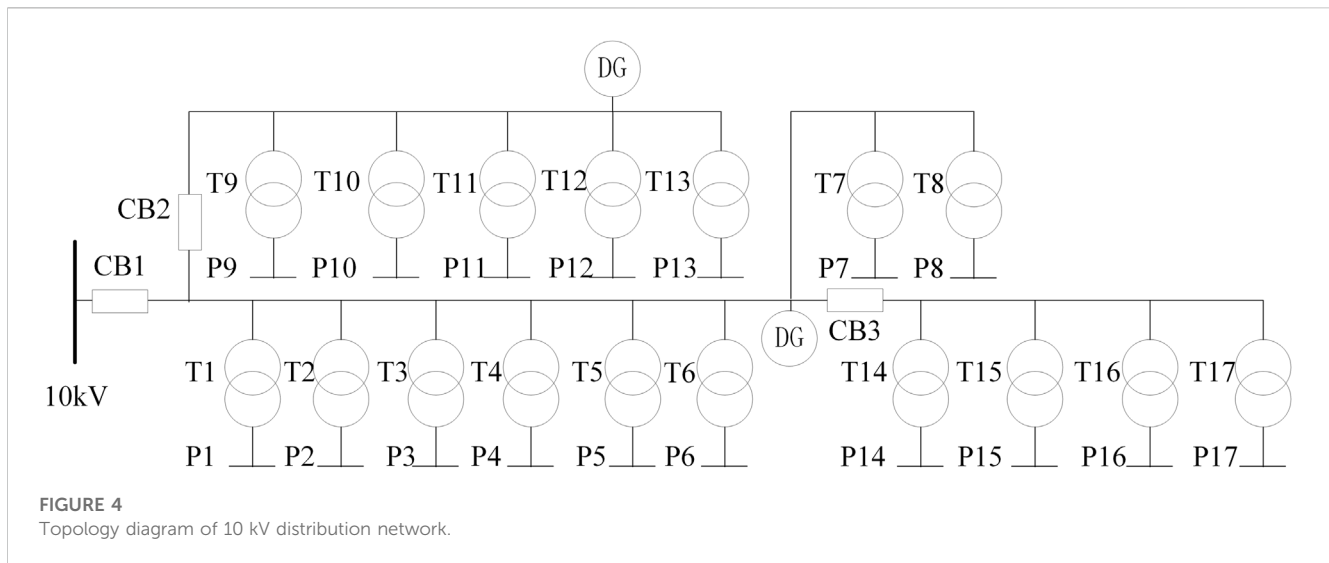 DG
T9 T10 T11 T12 T13 T7 T8
CB2
P9 P10 P11 P12 P13 P7 P8
CB1
DG CB3
T1 T2 T3 T4 T5 T6 T14 T15 T16 T17
10kV
P1 P2 P3 P4 P5 P6 P14 P15 P16 P17
FIGURE 4
Topology diagram of 10 kV distribution network.